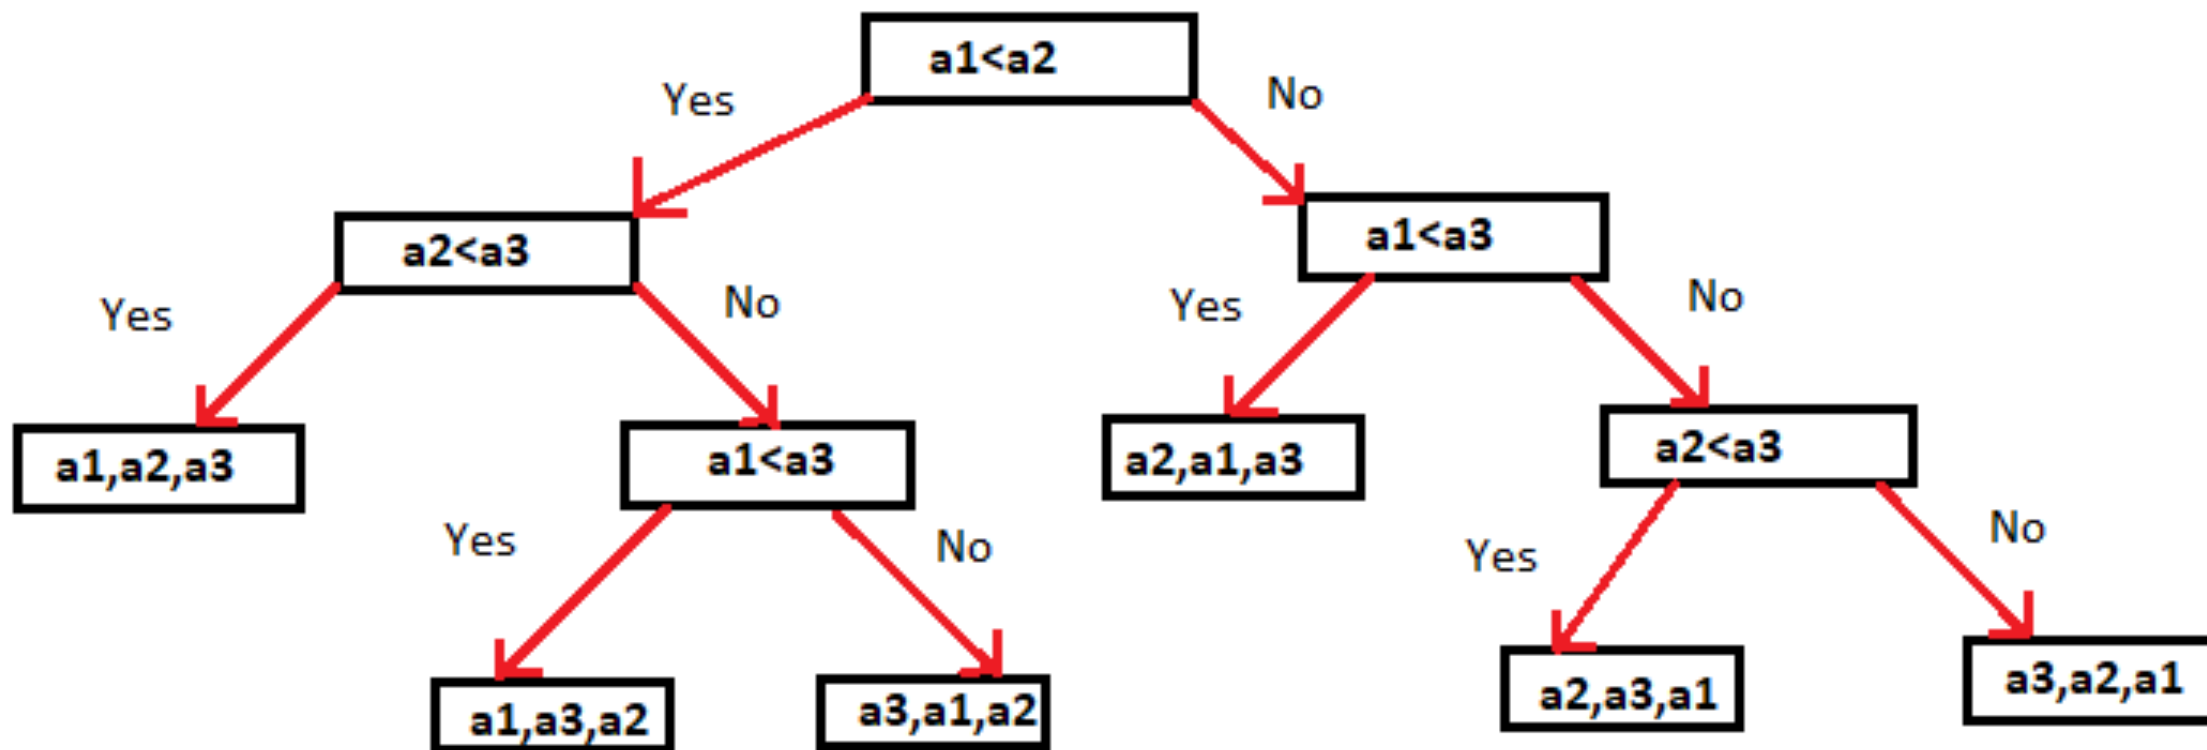 a1<a2
Yes
No
a2<a3
a1<a3
Yes
No
Yes
No
a1,a2,a3
a1<a3
a2,a1,a3
a2<a3
Yes
No
Yes
No
a1,a3,a2
a3,a1,a2
a2,a3,a1
a3,a2,a1